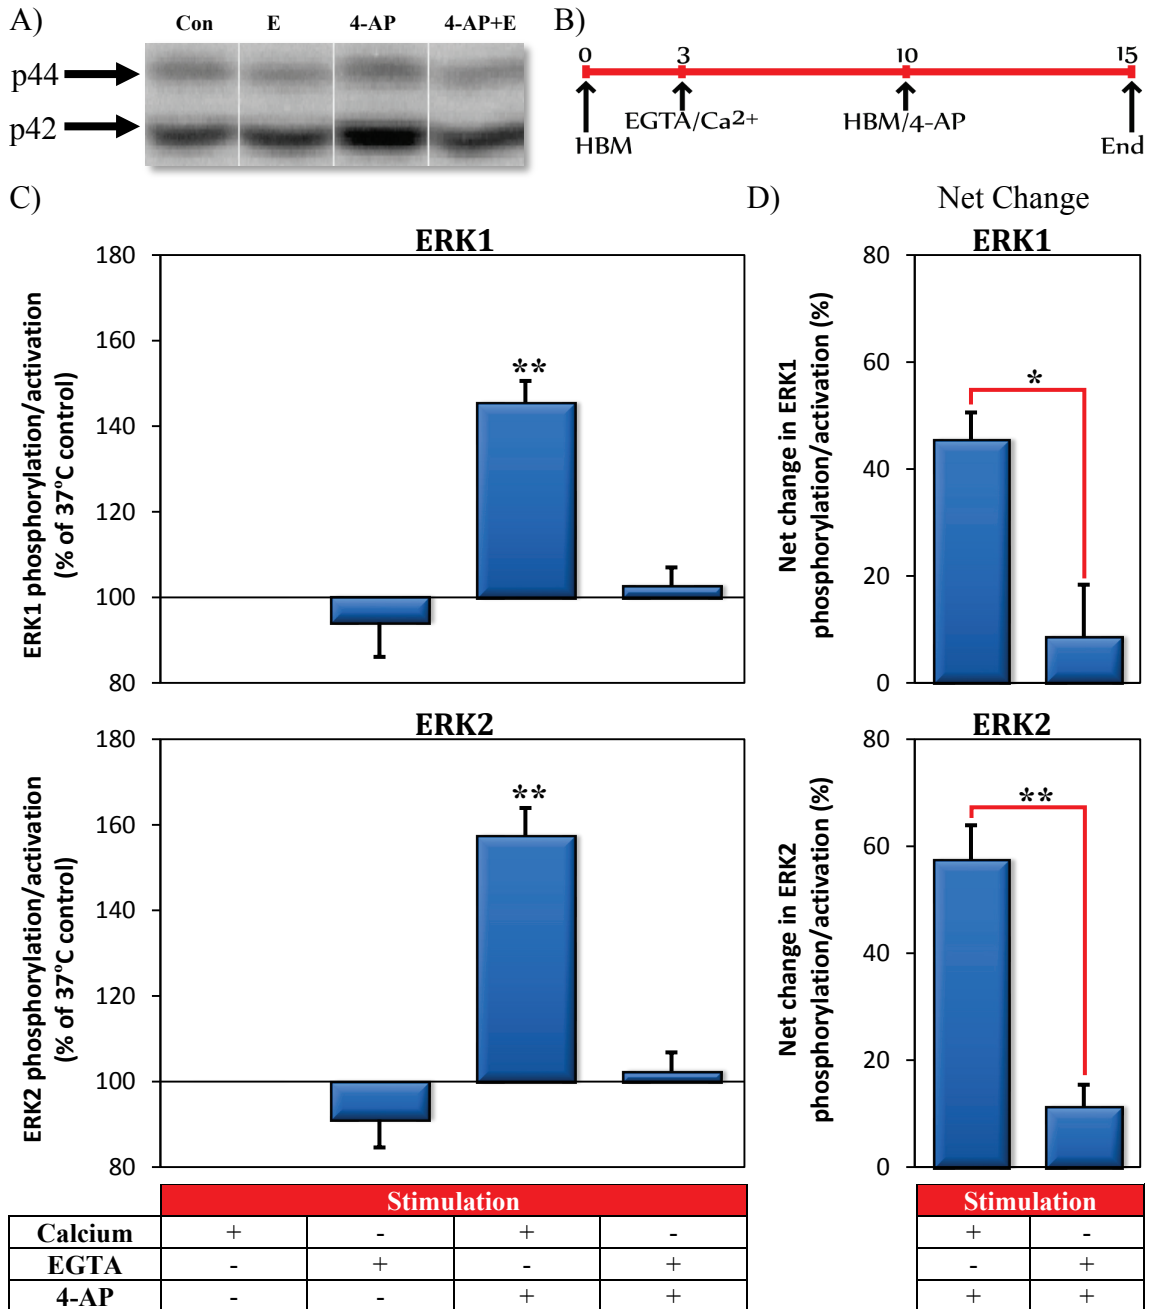 A)
Con E 4-AP 4-AP+E
p44
p42
B)
0 3 10 15
EGTA/Ca²⁺ HBM/4-AP
HBM End
C)
ERK1
ERK1 phosphorylation/activation
(% of 37°C control)
180
160
140
120
100
80
**
D) Net Change
ERK1
Net change in ERK1
phosphorylation/activation (%)
80
60
40
20
0
*
ERK2
ERK2 phosphorylation/activation
(% of 37°C control)
180
160
140
120
100
80
**
ERK2
Net change in ERK2
phosphorylation/activation (%)
80
60
40
20
0
**
Stimulation
Calcium + - + -
EGTA - + - +
4-AP - - + +
Stimulation
+ -
- +
+ +